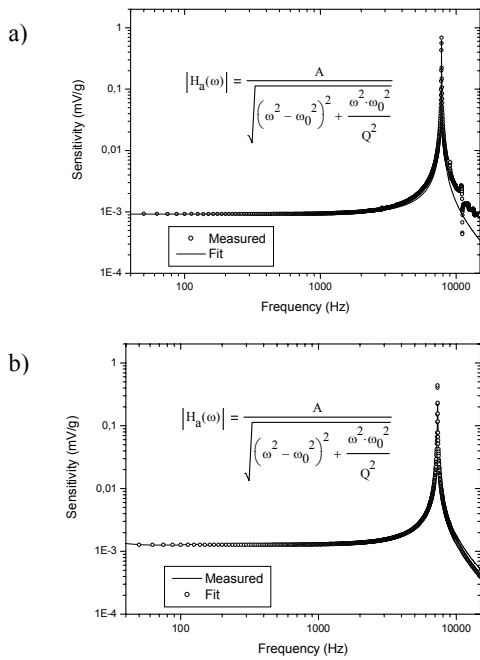 a)
1
0,1
0,01
1E-3
1E-4
Sensitivity (mV/g)
|Hₐ(ω)| = A / √((ω² − ω₀²)² + ω²·ω₀² / Q²)
Measured
Fit
100
1000
10000
Frequency (Hz)
b)
1
0,1
0,01
1E-3
1E-4
Sensitivity (mV/g)
|Hₐ(ω)| = A / √((ω² − ω₀²)² + ω²·ω₀² / Q²)
Measured
Fit
100
1000
10000
Frequency (Hz)